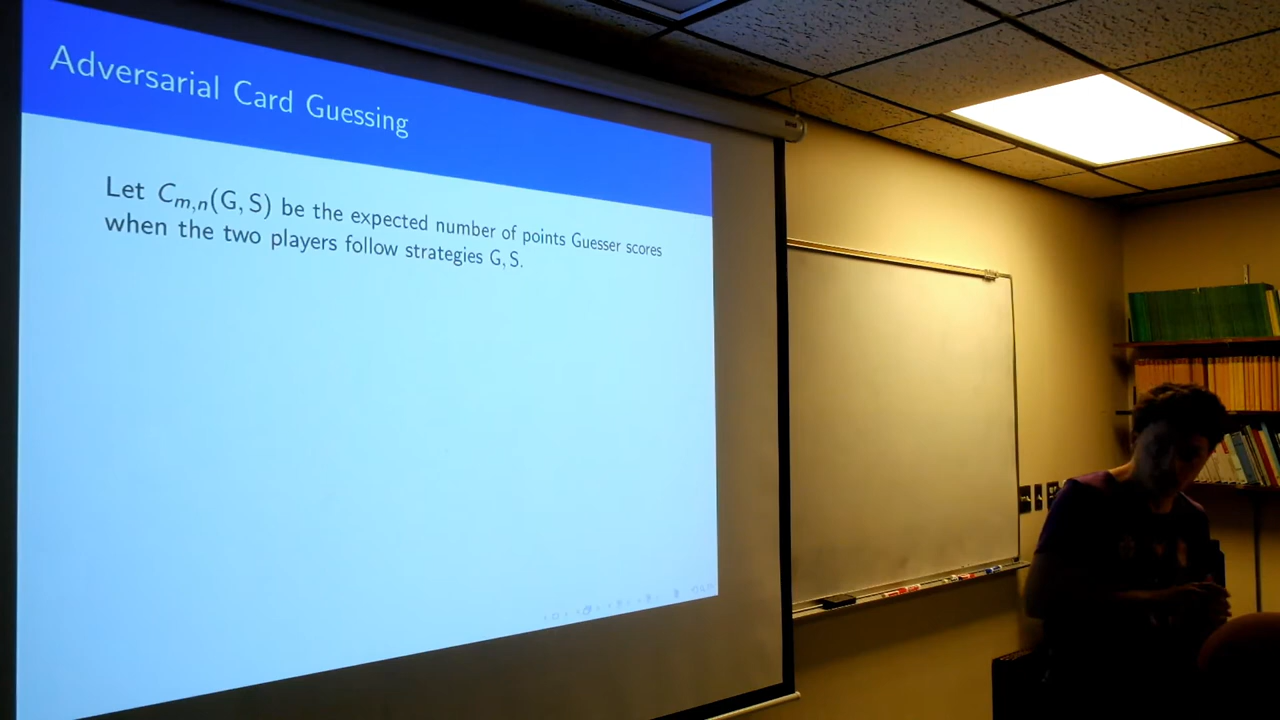 Adversarial Card Guessing
Let C_{m,n}(G, S) be the expected number of points Guesser scores
when the two players follow strategies G, S.